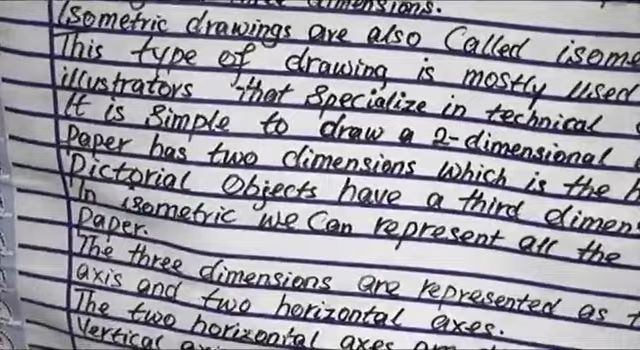 dimensions.
Isometric drawings are also Called
This type of drawing is mostly used
illustrators that specialize in technical
It is Simple to draw a 2-dimensional
Paper has two dimensions which is the
Pictorial Objects have a third
In isometric we Can represent all the
Paper.
The three dimensions are represented as
axis and two horizontal axes.
The two horizontal axes
Vertical